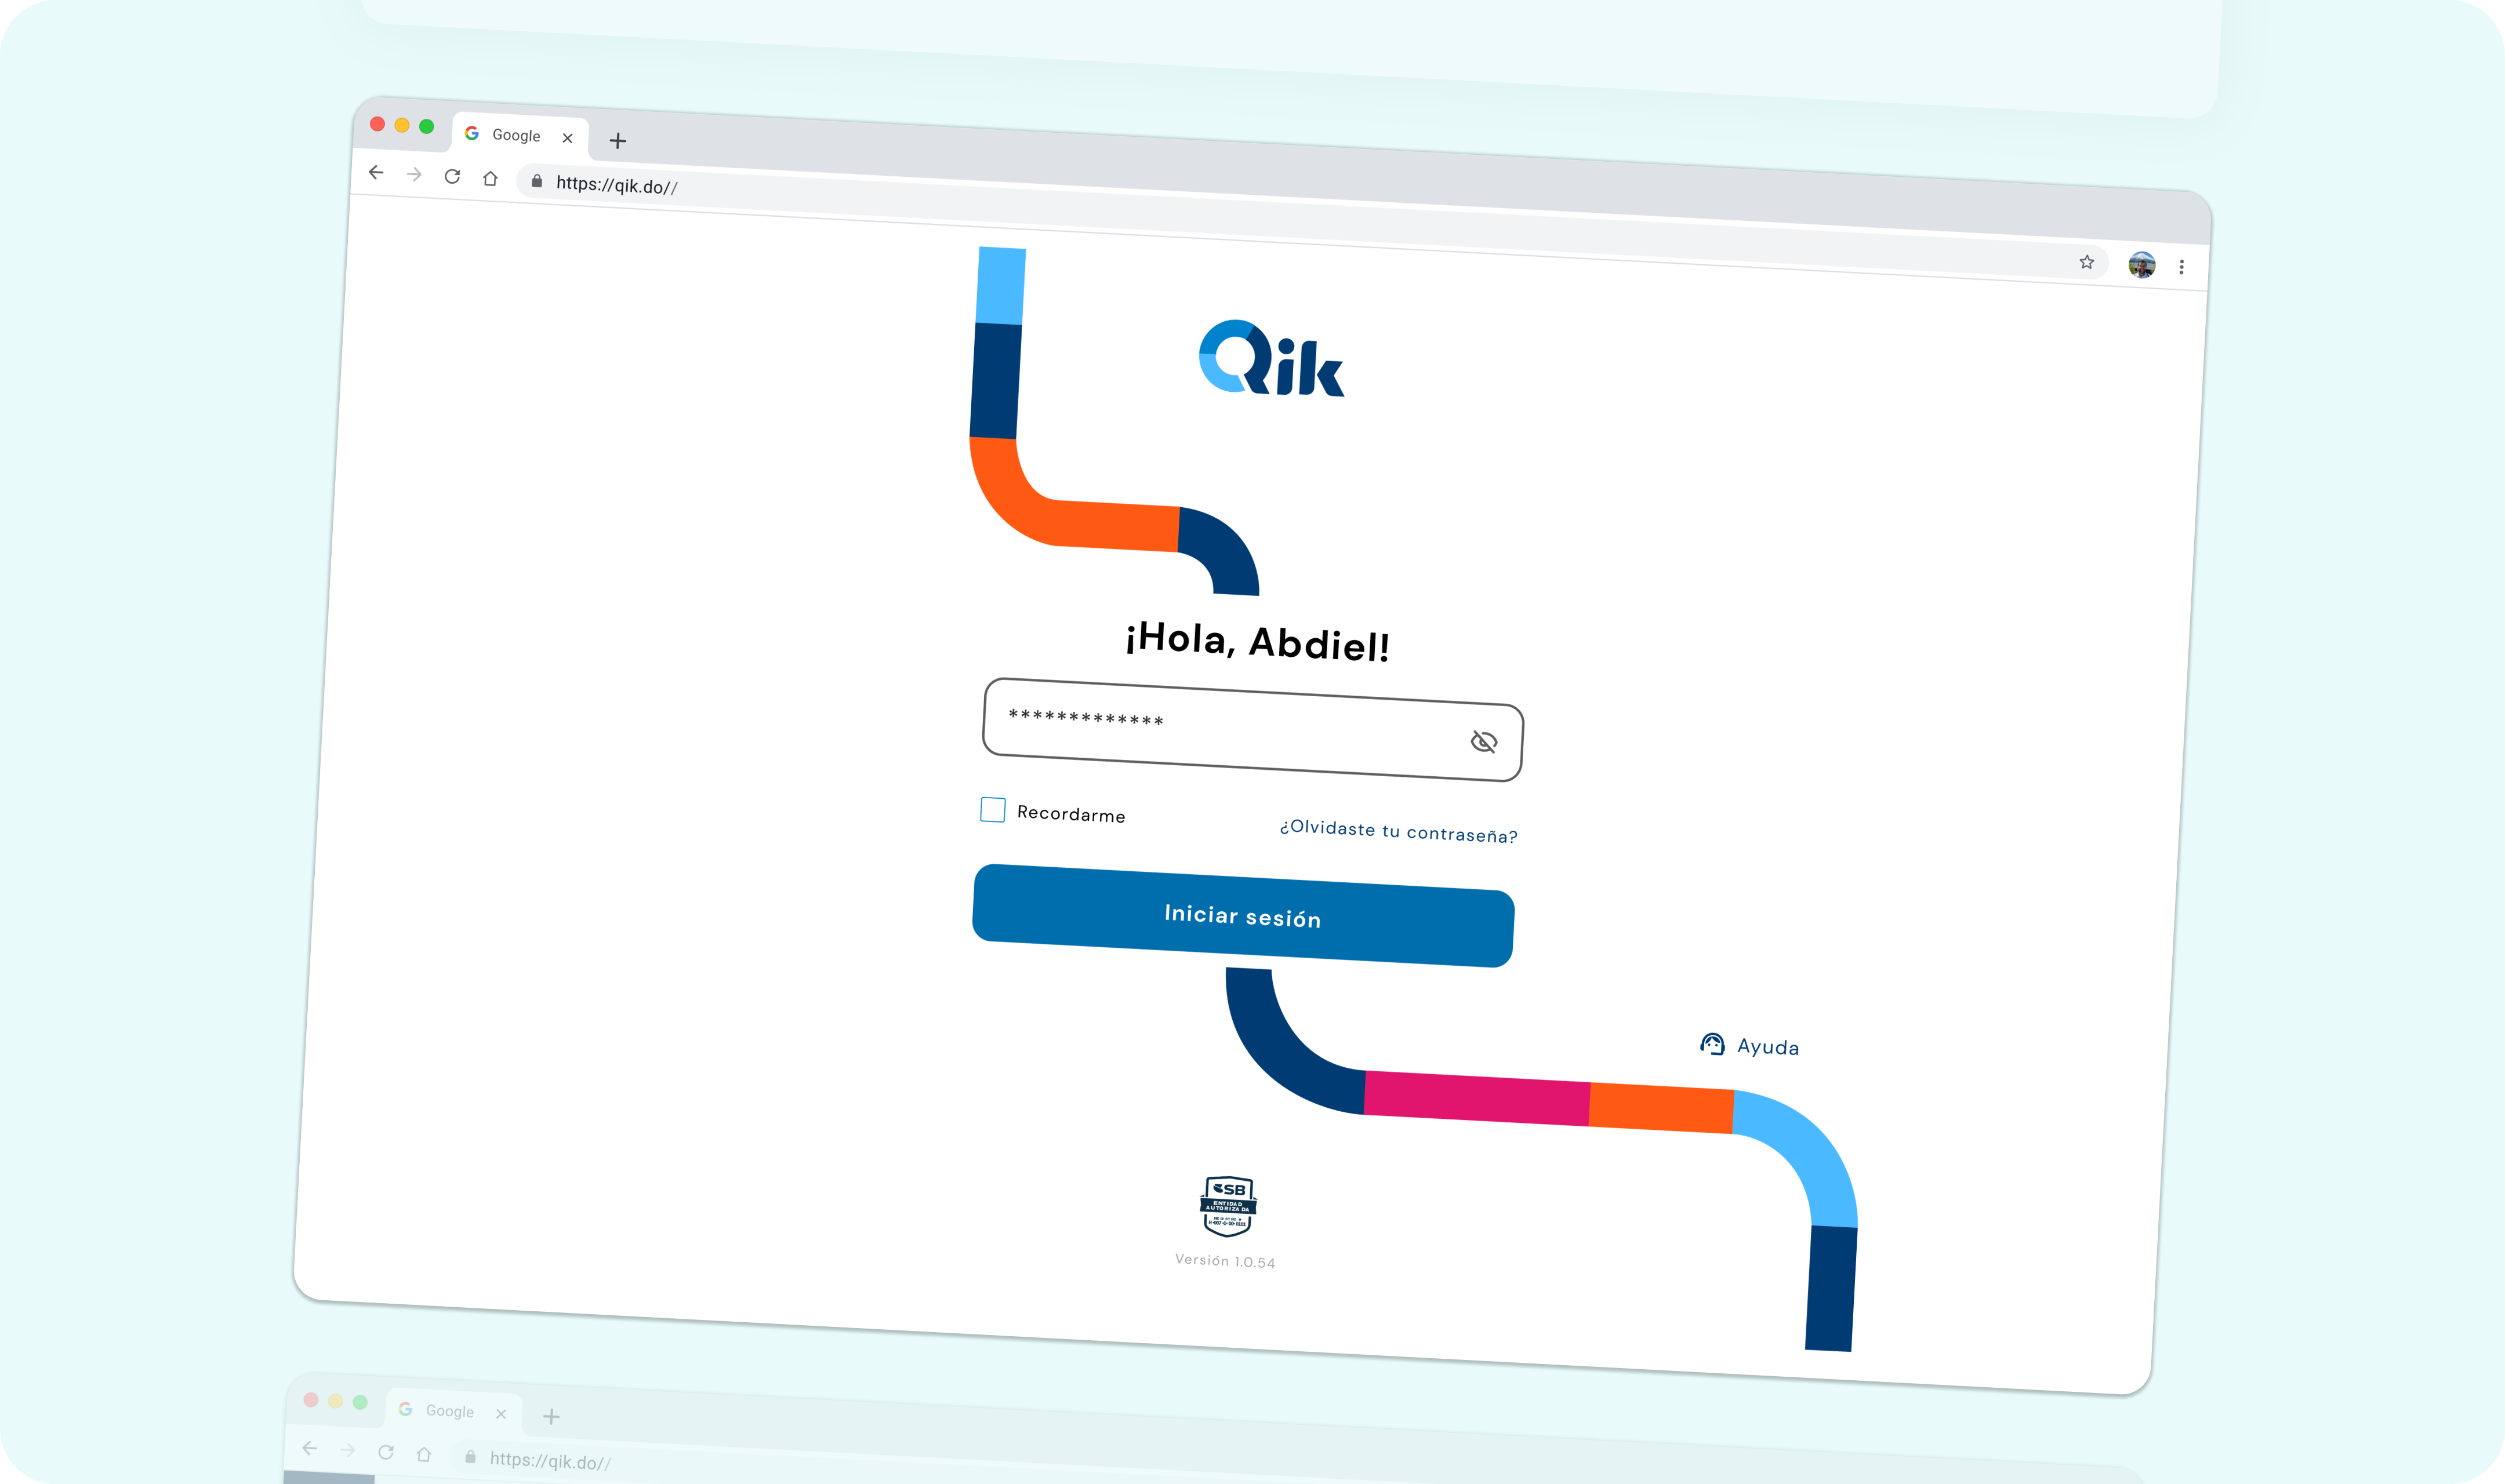 Google
https://qik.do//
Qik
¡Hola, Abdiel!
*************
Recordarme
¿Olvidaste tu contraseña?
Iniciar sesión
Ayuda
SB
ENTIDAD
AUTORIZADA
Versión 1.0.54
Google
https://qik.do//